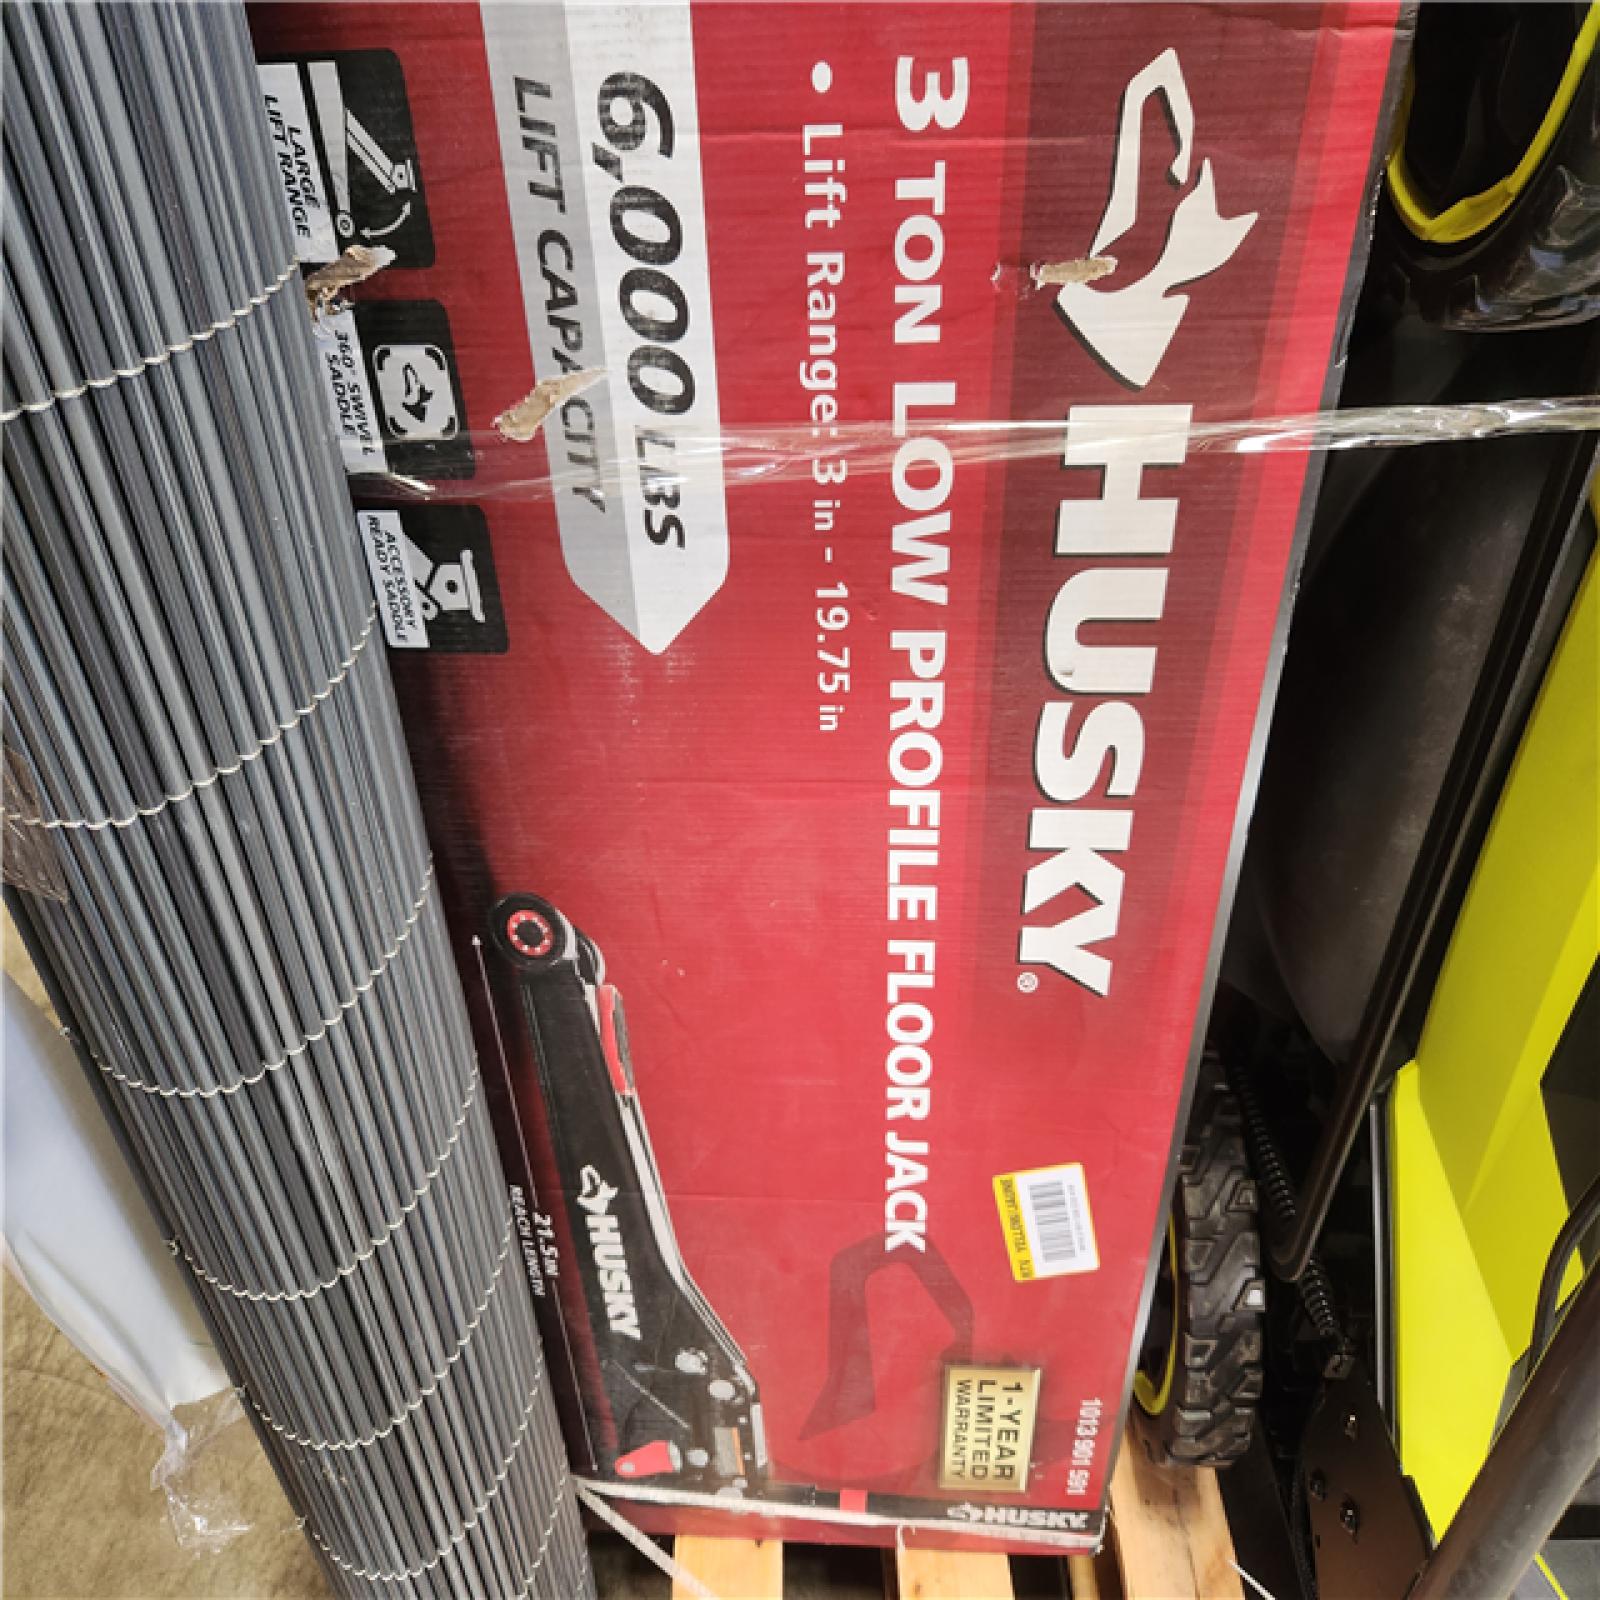 HUSKY®
3 TON LOW PROFILE FLOOR JACK
• Lift Range: 3 in - 19.75 in
6,000 LBS
LIFT CAPACITY
LARGE
LIFT RANGE
360° SWIVEL
SADDLE
ACCESSORY
READY SADDLE
21.5 IN
REACH LENGTH
HUSKY
1-YEAR
LIMITED
WARRANTY
1013 901 591
HUSKY